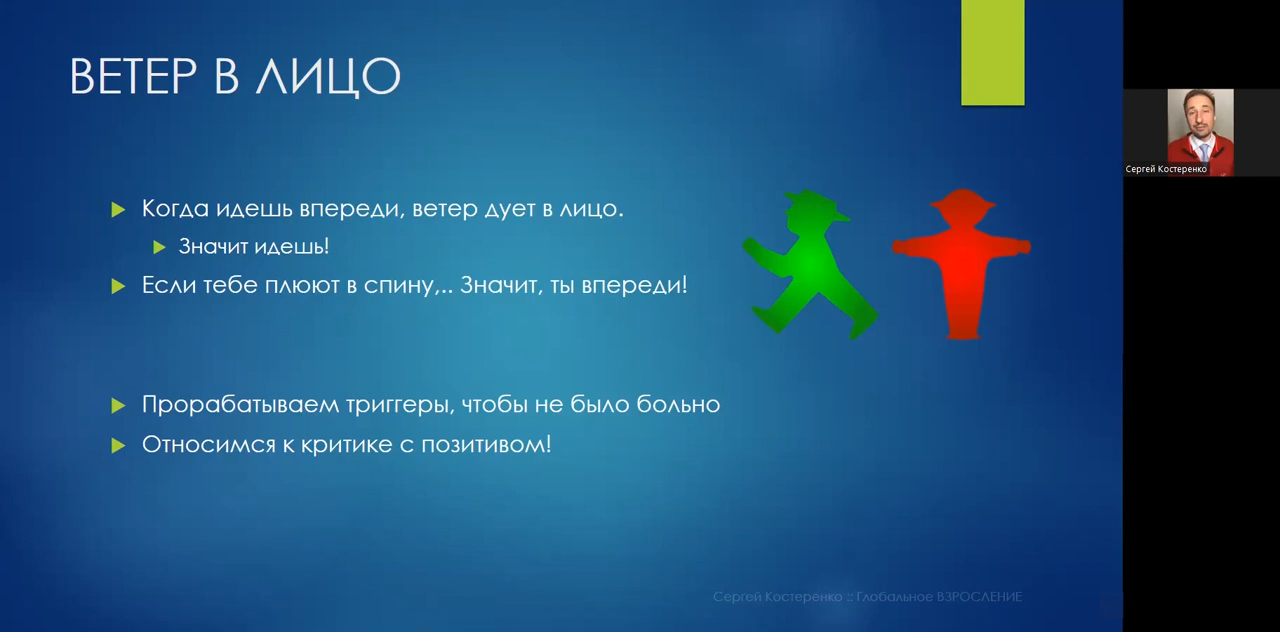 ВЕТЕР В ЛИЦО
Когда идешь впереди, ветер дует в лицо.
Значит идешь!
Если тебе плюют в спину,.. Значит, ты впереди!
Прорабатываем триггеры, чтобы не было больно
Относимся к критике с позитивом!
Сергей Костеренко :: Глобальное ВЗРОСЛЕНИЕ
Сергей Костеренко